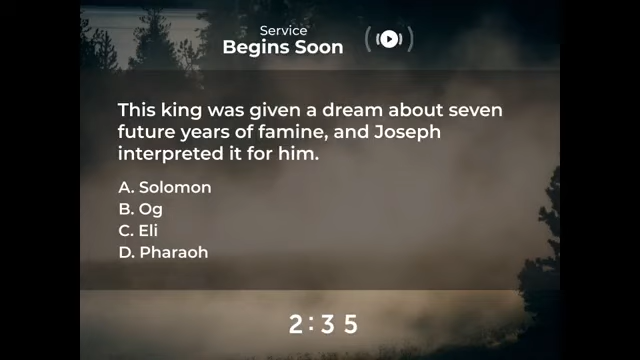 Service
Begins Soon
This king was given a dream about seven
future years of famine, and Joseph
interpreted it for him.
A. Solomon
B. Og
C. Eli
D. Pharaoh
2:35